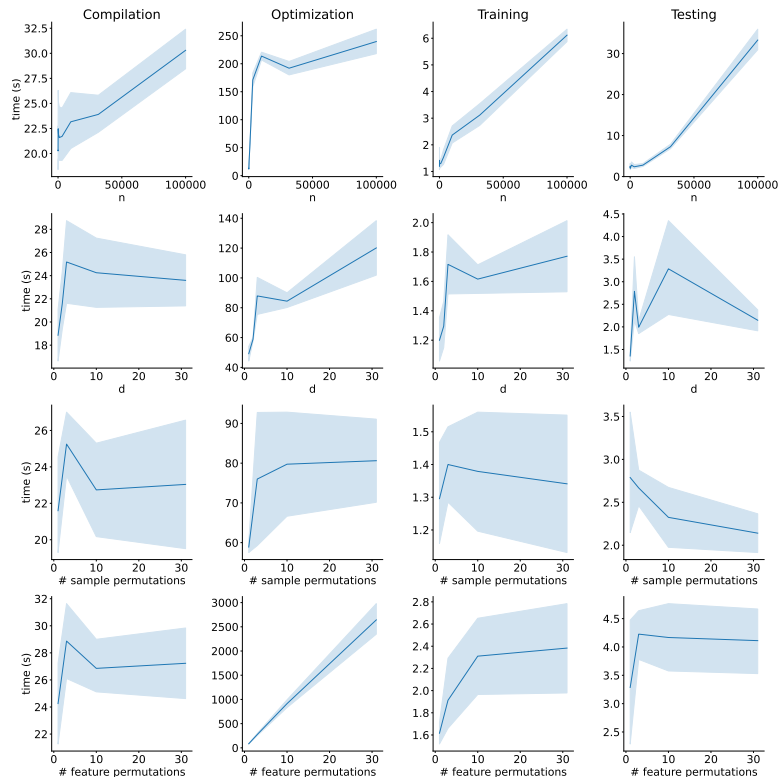 Compilation Optimization Training Testing
32.5 30.0 27.5 25.0 22.5 20.0
time (s)
0 50000 100000
n
250 200 150 100 50 0
0 50000 100000
n
6 5 4 3 2 1
0 50000 100000
n
30 20 10 0
0 50000 100000
n
28 26 24 22 20 18
time (s)
0 10 20 30
d
140 120 100 80 60 40
0 10 20 30
d
2.0 1.8 1.6 1.4 1.2
0 10 20 30
d
4.5 4.0 3.5 3.0 2.5 2.0 1.5
0 10 20 30
d
26 24 22 20
time (s)
0 10 20 30
# sample permutations
90 80 70 60
0 10 20 30
# sample permutations
1.5 1.4 1.3 1.2
0 10 20 30
# sample permutations
3.5 3.0 2.5 2.0
0 10 20 30
# sample permutations
32 30 28 26 24 22
time (s)
0 10 20 30
# feature permutations
3000 2500 2000 1500 1000 500 0
0 10 20 30
# feature permutations
2.8 2.6 2.4 2.2 2.0 1.8 1.6
0 10 20 30
# feature permutations
4.5 4.0 3.5 3.0 2.5
0 10 20 30
# feature permutations